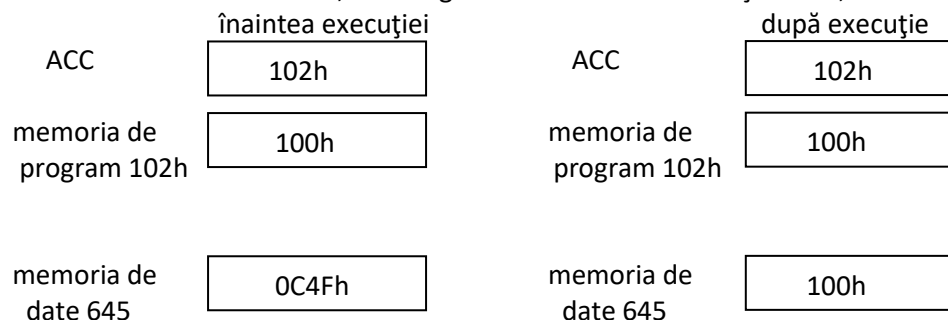 înaintea execuţiei după execuţie
ACC 102h ACC 102h
memoria de memoria de
100h 100h
program 102h program 102h
memoria de memoria de
0C4Fh 100h
date 645 date 645